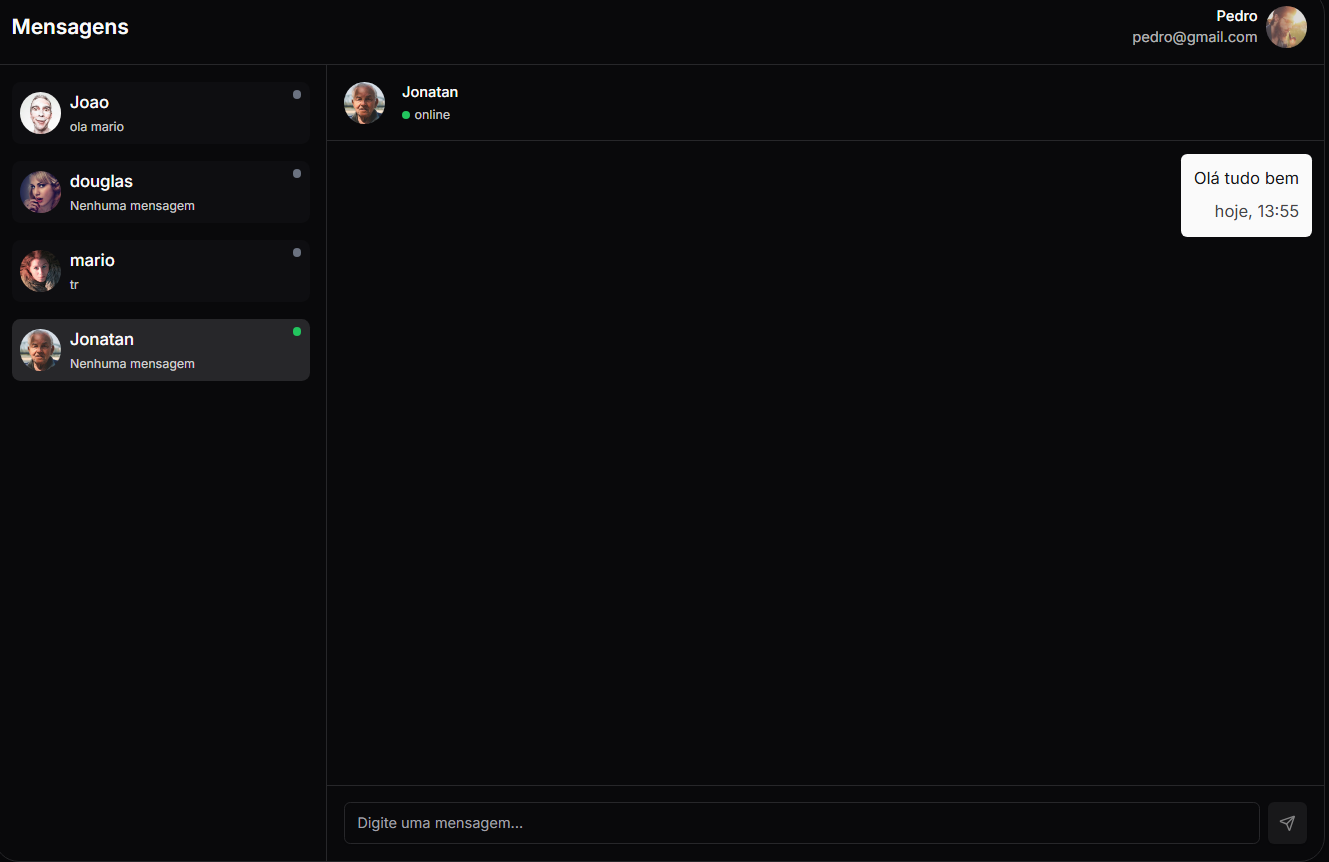 Mensagens
Pedro
pedro@gmail.com
Joao
ola mario
douglas
Nenhuma mensagem
mario
tr
Jonatan
Nenhuma mensagem
Jonatan
online
Olá tudo bem
hoje, 13:55
Digite uma mensagem...